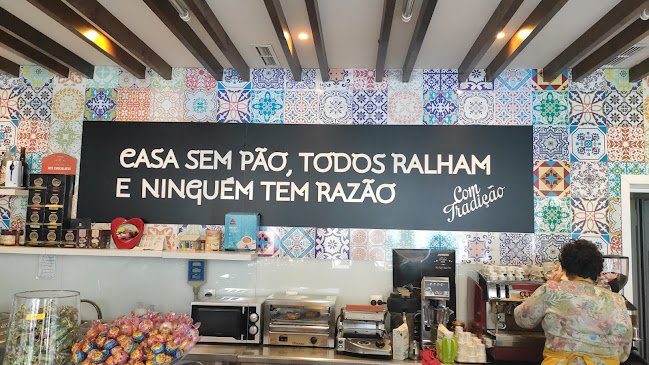 CASA SEM PÃO, TODOS RALHAM
E NINGUÉM TEM RAZÃO
Com
Tradição